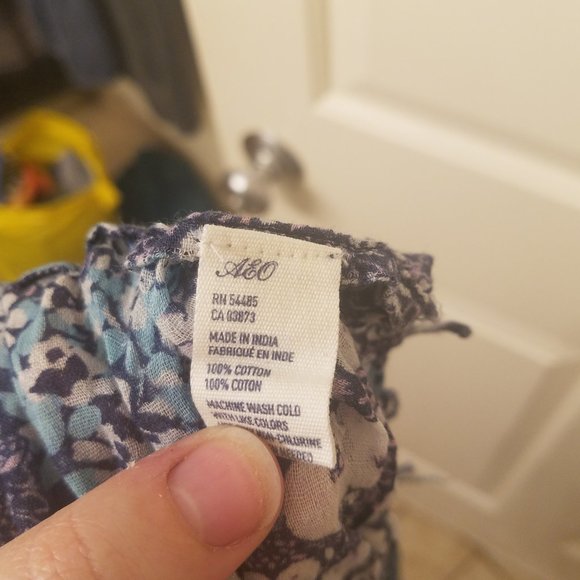 AEO
RN 54485
CA 03873
MADE IN INDIA
FABRIQUÉ EN INDE
100% COTTON
100% COTON
MACHINE WASH COLD
WITH LIKE COLORS
-CHLORINE